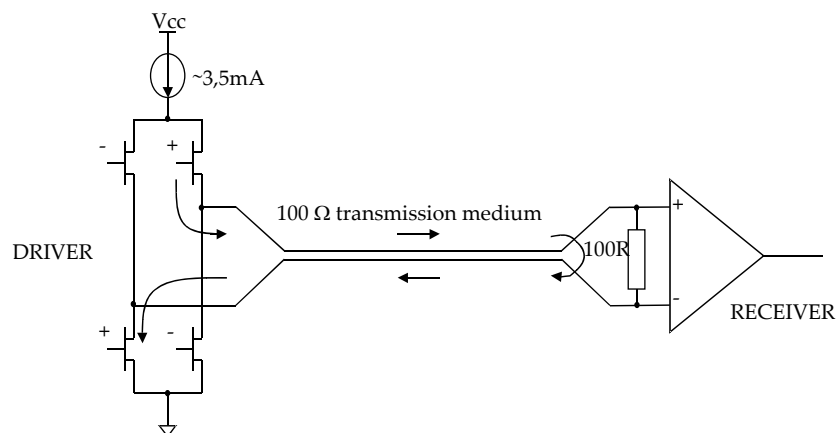 Vcc
~3,5mA
-
+
100 Ω transmission medium
DRIVER
100R
+
-
RECEIVER
+
-